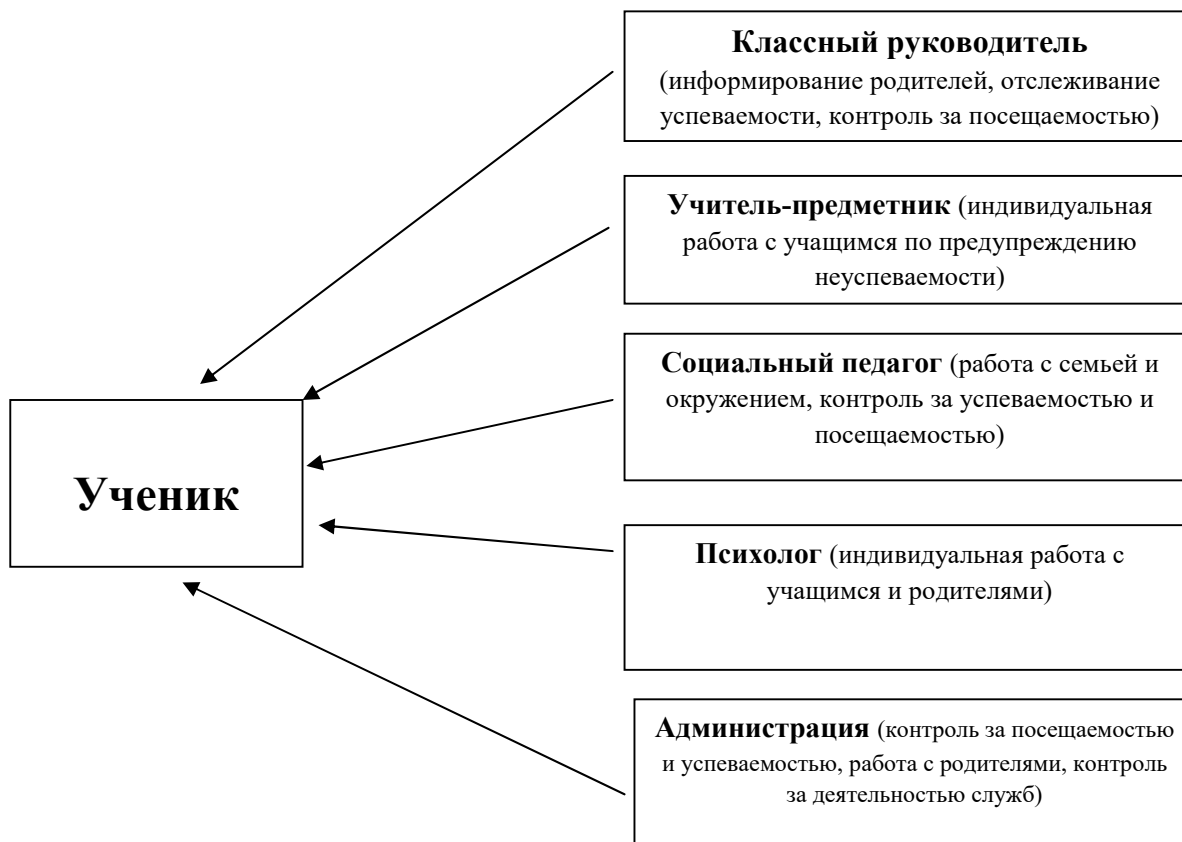 Классный руководитель
(информирование родителей, отслеживание
успеваемости, контроль за посещаемостью)
Учитель-предметник (индивидуальная
работа с учащимся по предупреждению
неуспеваемости)
Социальный педагог (работа с семьей и
окружением, контроль за успеваемостью и
посещаемостью)
Ученик
Психолог (индивидуальная работа с
учащимся и родителями)
Администрация (контроль за посещаемостью
и успеваемостью, работа с родителями, контроль
за деятельностью служб)